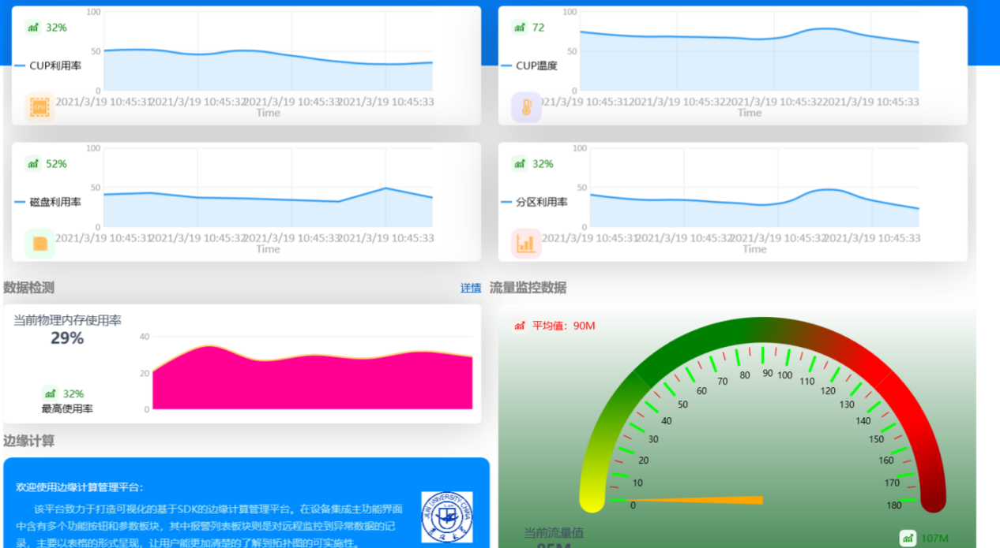 32%
100
50
0
CUP利用率
CPU
2021/3/19 10:45:31 2021/3/19 10:45:32 2021/3/19 10:45:33 2021/3/19 10:45:33
Time
72
100
50
0
CUP温度
2021/3/19 10:45:31 2021/3/19 10:45:32 2021/3/19 10:45:32 2021/3/19 10:45:33
Time
52%
100
50
0
磁盘利用率
2021/3/19 10:45:31 2021/3/19 10:45:32 2021/3/19 10:45:33 2021/3/19 10:45:33
Time
32%
100
50
0
分区利用率
2021/3/19 10:45:31 2021/3/19 10:45:32 2021/3/19 10:45:32 2021/3/19 10:45:33
Time
数据检测 详情
当前物理内存使用率
29%
32%
最高使用率
40
20
0
边缘计算
欢迎使用边缘计算管理平台：
该平台致力于打造可视化的基于SDK的边缘计算管理平台。在设备集成主功能界面
中含有多个功能按钮和参数板块，其中报警列表板块则是对远程监控到异常数据的记
录，主要以表格的形式呈现，让用户能更加清楚的了解到拓扑图的可实施性。
流量监控数据
平均值：90M
0 10 20 30 40 50 60 70 80 90 100 110 120 130 140 150 160 170 180
当前流量值
107M